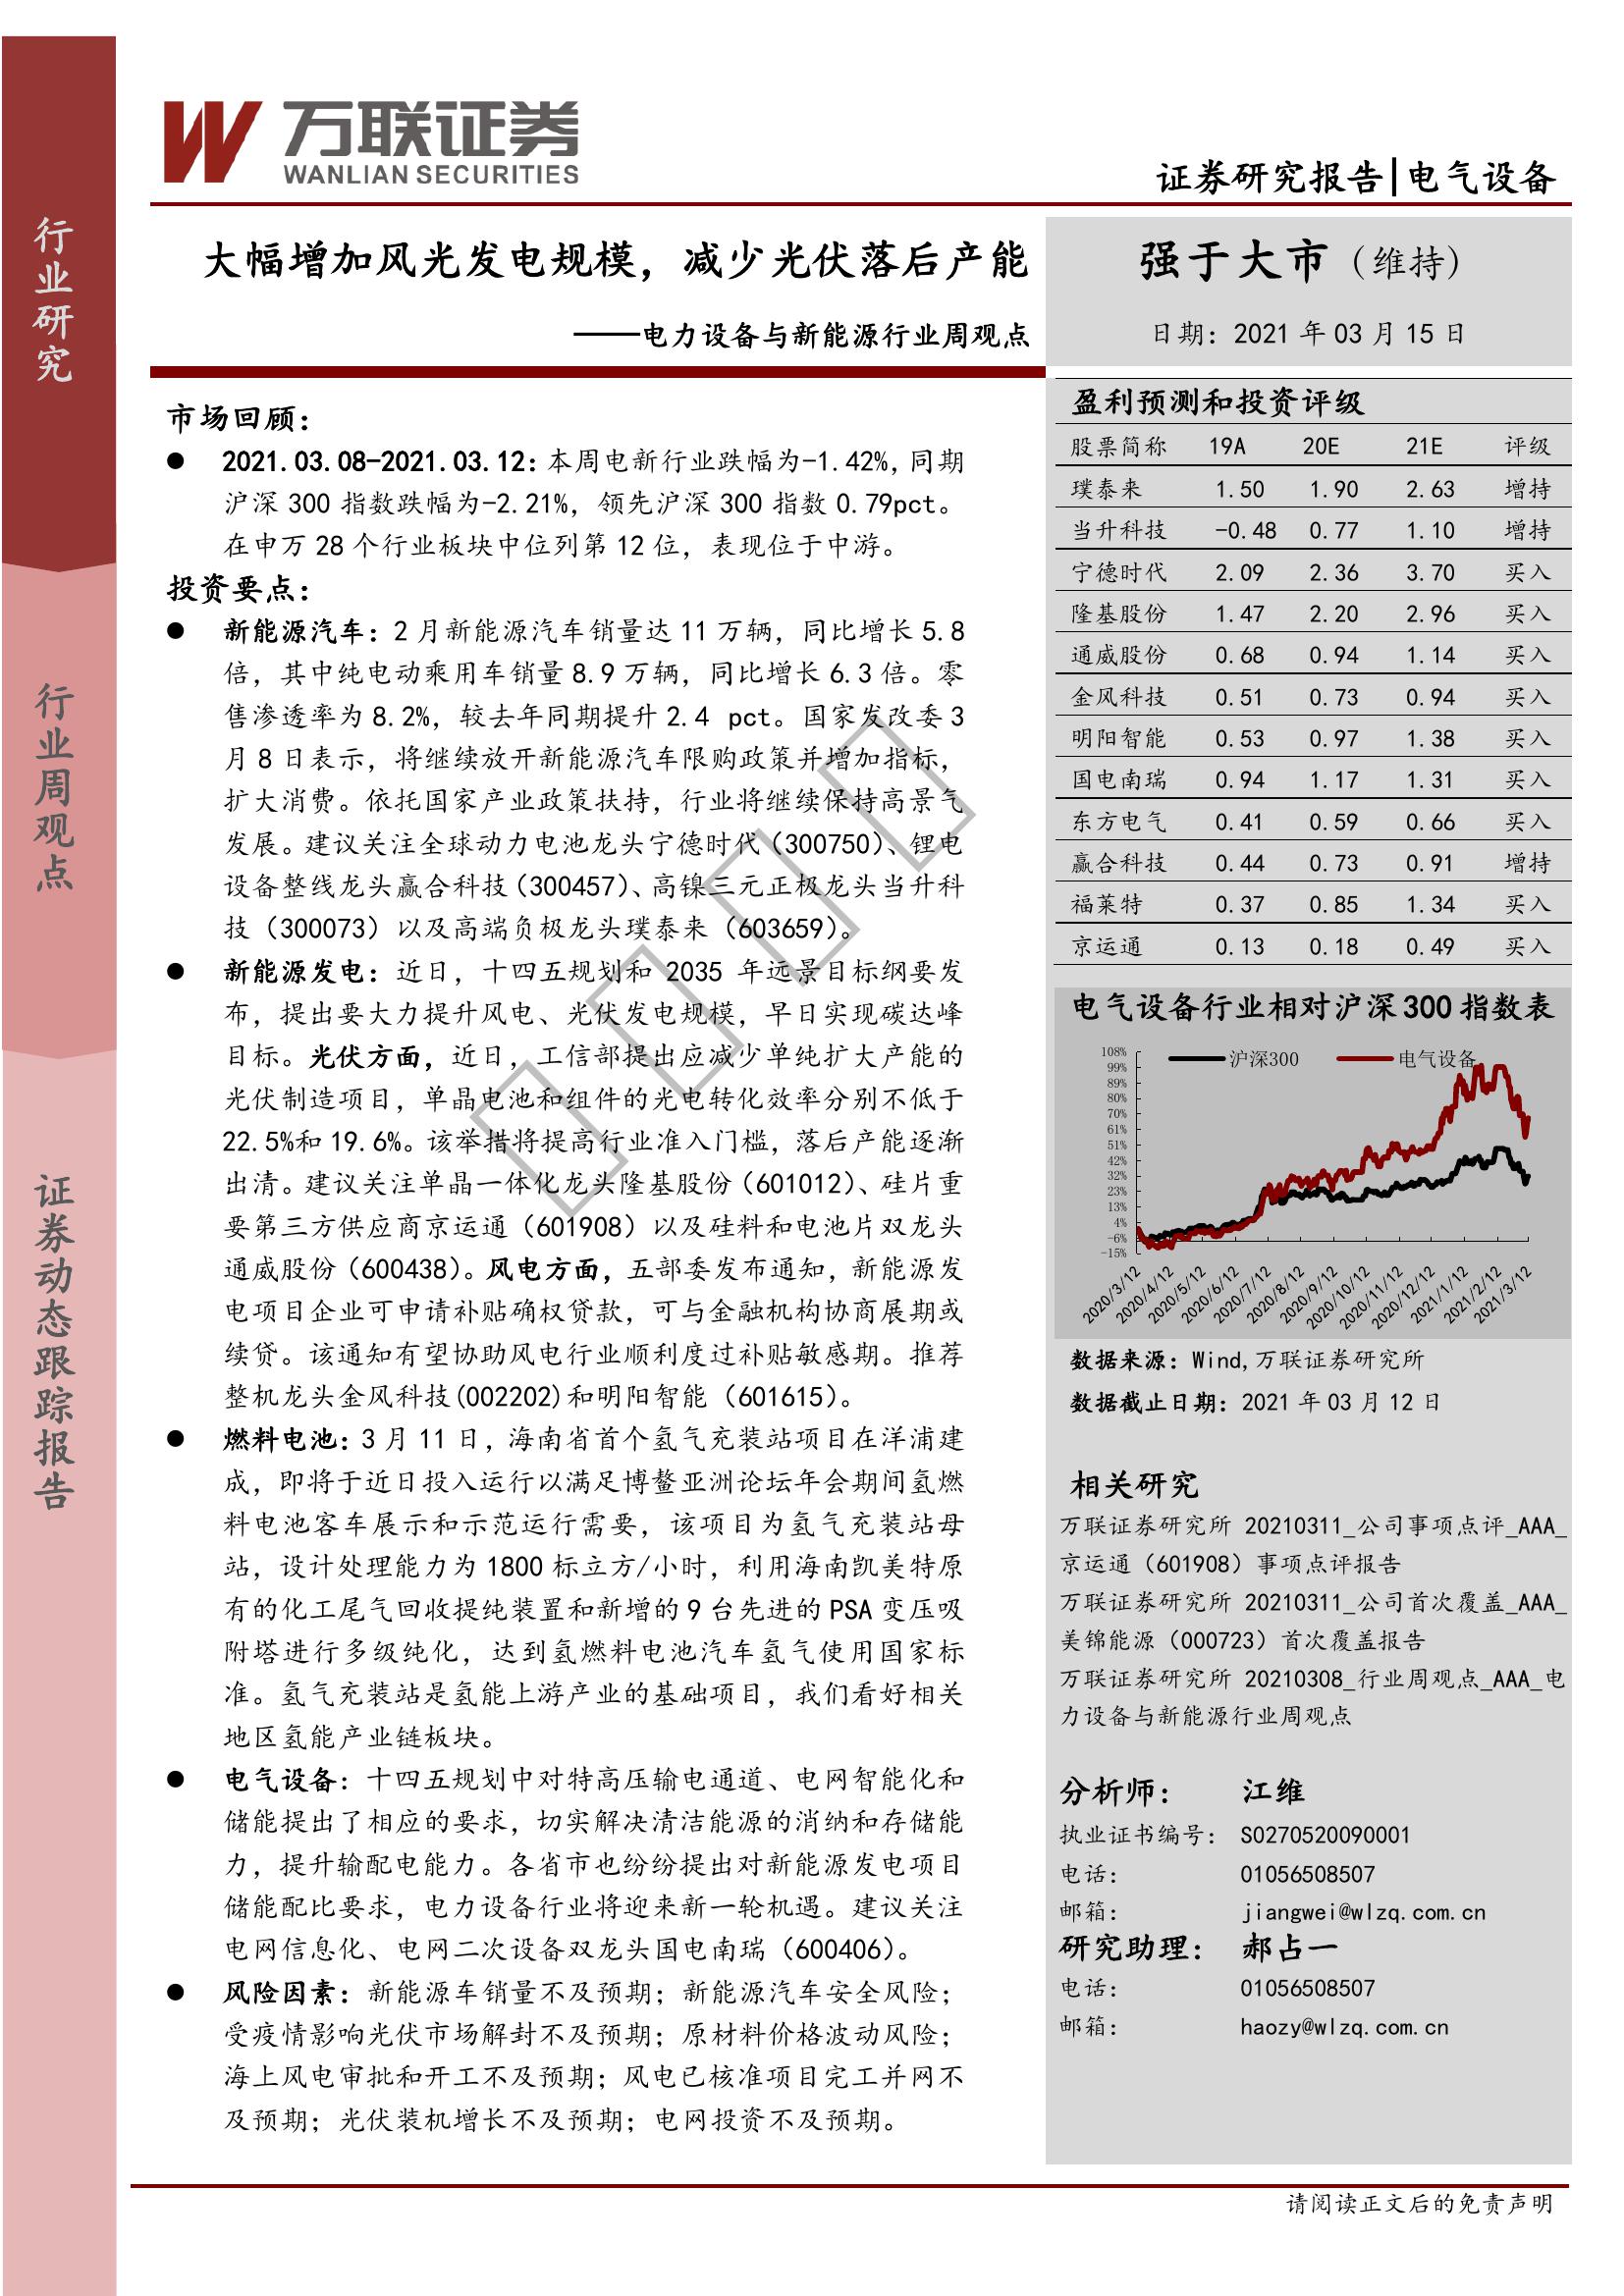 行业研究
行业周观点
证券动态跟踪报告
万联证券
WANLIAN SECURITIES
证券研究报告|电气设备
大幅增加风光发电规模，减少光伏落后产能
——电力设备与新能源行业周观点
强于大市（维持）
日期：2021 年 03 月 15 日
市场回顾：
● 2021.03.08-2021.03.12：本周电新行业跌幅为-1.42%，同期
沪深 300 指数跌幅为-2.21%，领先沪深 300 指数 0.79pct。
在申万 28 个行业板块中位列第 12 位，表现位于中游。
投资要点：
● 新能源汽车：2 月新能源汽车销量达 11 万辆，同比增长 5.8
倍，其中纯电动乘用车销量 8.9 万辆，同比增长 6.3 倍。零
售渗透率为 8.2%，较去年同期提升 2.4 pct。国家发改委 3
月 8 日表示，将继续放开新能源汽车限购政策并增加指标，
扩大消费。依托国家产业政策扶持，行业将继续保持高景气
发展。建议关注全球动力电池龙头宁德时代（300750）、锂电
设备整线龙头赢合科技（300457）、高镍三元正极龙头当升科
技（300073）以及高端负极龙头璞泰来（603659）。
● 新能源发电：近日，十四五规划和 2035 年远景目标纲要发
布，提出要大力提升风电、光伏发电规模，早日实现碳达峰
目标。光伏方面，近日，工信部提出应减少单纯扩大产能的
光伏制造项目，单晶电池和组件的光电转化效率分别不低于
22.5%和 19.6%。该举措将提高行业准入门槛，落后产能逐渐
出清。建议关注单晶一体化龙头隆基股份（601012）、硅片重
要第三方供应商京运通（601908）以及硅料和电池片双龙头
通威股份（600438）。风电方面，五部委发布通知，新能源发
电项目企业可申请补贴确权贷款，可与金融机构协商展期或
续贷。该通知有望协助风电行业顺利度过补贴敏感期。推荐
整机龙头金风科技(002202)和明阳智能（601615）。
● 燃料电池：3 月 11 日，海南省首个氢气充装站项目在洋浦建
成，即将于近日投入运行以满足博鳌亚洲论坛年会期间氢燃
料电池客车展示和示范运行需要，该项目为氢气充装站母
站，设计处理能力为 1800 标立方/小时，利用海南凯美特原
有的化工尾气回收提纯装置和新增的 9 台先进的 PSA 变压吸
附塔进行多级纯化，达到氢燃料电池汽车氢气使用国家标
准。氢气充装站是氢能上游产业的基础项目，我们看好相关
地区氢能产业链板块。
● 电气设备：十四五规划中对特高压输电通道、电网智能化和
储能提出了相应的要求，切实解决清洁能源的消纳和存储能
力，提升输配电能力。各省市也纷纷提出对新能源发电项目
储能配比要求，电力设备行业将迎来新一轮机遇。建议关注
电网信息化、电网二次设备双龙头国电南瑞（600406）。
● 风险因素：新能源车销量不及预期；新能源汽车安全风险；
受疫情影响光伏市场解封不及预期；原材料价格波动风险；
海上风电审批和开工不及预期；风电已核准项目完工并网不
及预期；光伏装机增长不及预期；电网投资不及预期。
盈利预测和投资评级
股票简称 19A 20E 21E 评级
璞泰来 1.50 1.90 2.63 增持
当升科技 -0.48 0.77 1.10 增持
宁德时代 2.09 2.36 3.70 买入
隆基股份 1.47 2.20 2.96 买入
通威股份 0.68 0.94 1.14 买入
金风科技 0.51 0.73 0.94 买入
明阳智能 0.53 0.97 1.38 买入
国电南瑞 0.94 1.17 1.31 买入
东方电气 0.41 0.59 0.66 买入
赢合科技 0.44 0.73 0.91 增持
福莱特 0.37 0.85 1.34 买入
京运通 0.13 0.18 0.49 买入
电气设备行业相对沪深 300 指数表
沪深300 电气设备
108%
99%
89%
80%
70%
61%
51%
42%
32%
23%
13%
4%
-6%
-15%
2020/3/12
2020/4/12
2020/5/12
2020/6/12
2020/7/12
2020/8/12
2020/9/12
2020/10/12
2020/11/12
2020/12/12
2021/1/12
2021/2/12
2021/3/12
数据来源：Wind,万联证券研究所
数据截止日期：2021 年 03 月 12 日
相关研究
万联证券研究所 20210311_公司事项点评_AAA_
京运通（601908）事项点评报告
万联证券研究所 20210311_公司首次覆盖_AAA_
美锦能源（000723）首次覆盖报告
万联证券研究所 20210308_行业周观点_AAA_电
力设备与新能源行业周观点
分析师： 江维
执业证书编号： S0270520090001
电话： 01056508507
邮箱： jiangwei@wlzq.com.cn
研究助理： 郝占一
电话： 01056508507
邮箱： haozy@wlzq.com.cn
请阅读正文后的免责声明